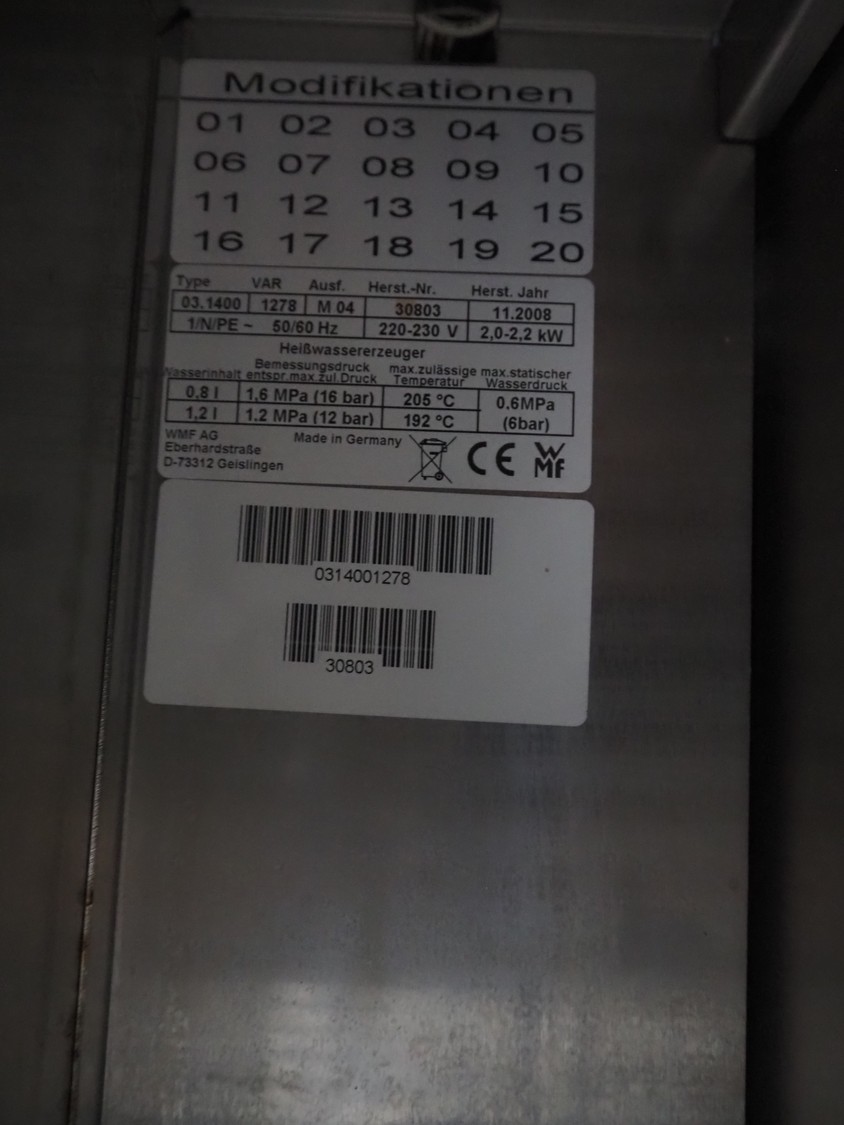 Modifikationen
01 02 03 04 05
06 07 08 09 10
11 12 13 14 15
16 17 18 19 20
Type VAR Ausf. Herst.-Nr. Herst. Jahr
03.1400 1278 M 04 30803 11.2008
1/N/PE ~ 50/60 Hz 220-230 V 2,0-2,2 kW
Heißwassererzeuger
Bemessungsdruck max.zulässige max.statischer
Wasserinhalt entspr.max.zul.Druck Temperatur Wasserdruck
0,8 l 1,6 MPa (16 bar) 205 °C 0.6MPa
1,2 l 1.2 MPa (12 bar) 192 °C (6bar)
WMF AG Made in Germany
Eberhardstraße
D-73312 Geislingen
CE WMF
0314001278
30803